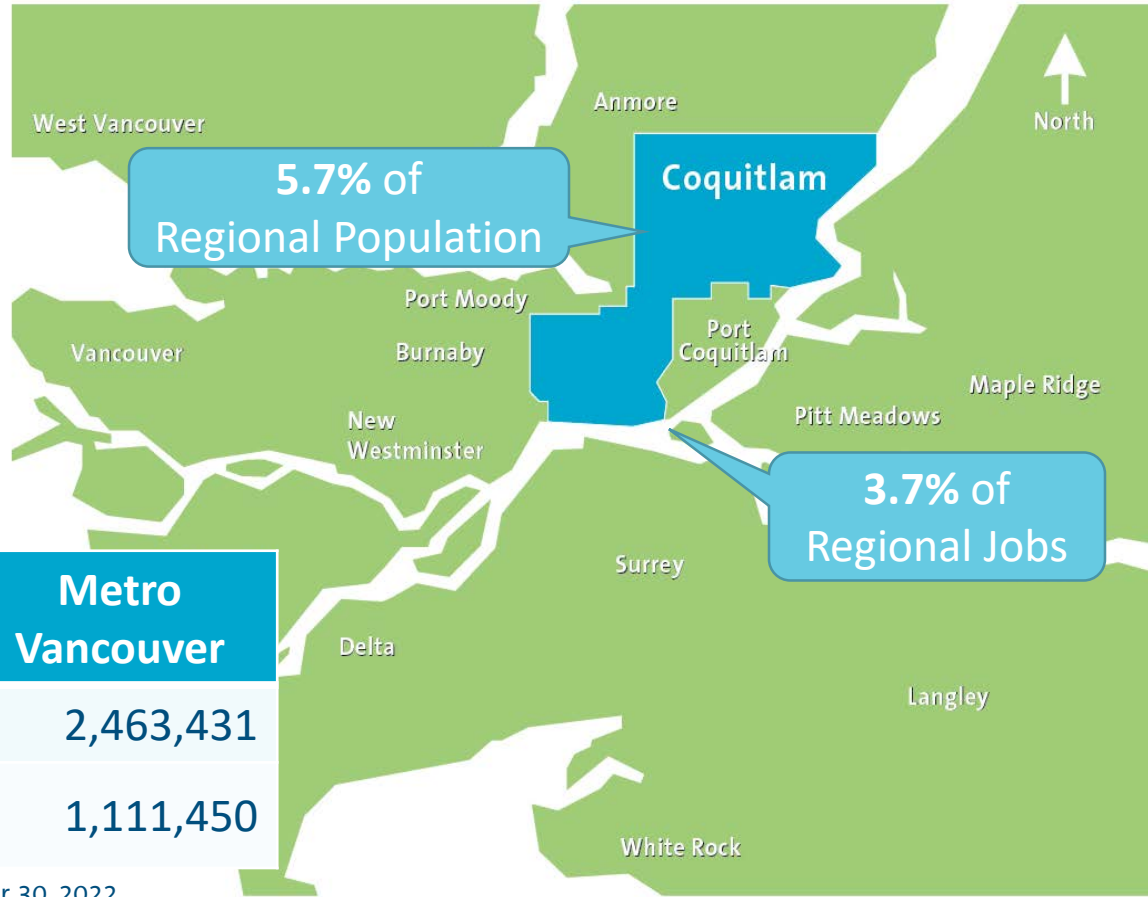 Anmore
West Vancouver
North
Coquitlam
5.7% of
Regional Population
Port Moody
Port
Coquitlam
Vancouver
Burnaby
Maple Ridge
Pitt Meadows
New
Westminster
3.7% of
Regional Jobs
Surrey
Metro
Vancouver
Delta
Langley
2,463,431
1,111,450
White Rock
30, 2022